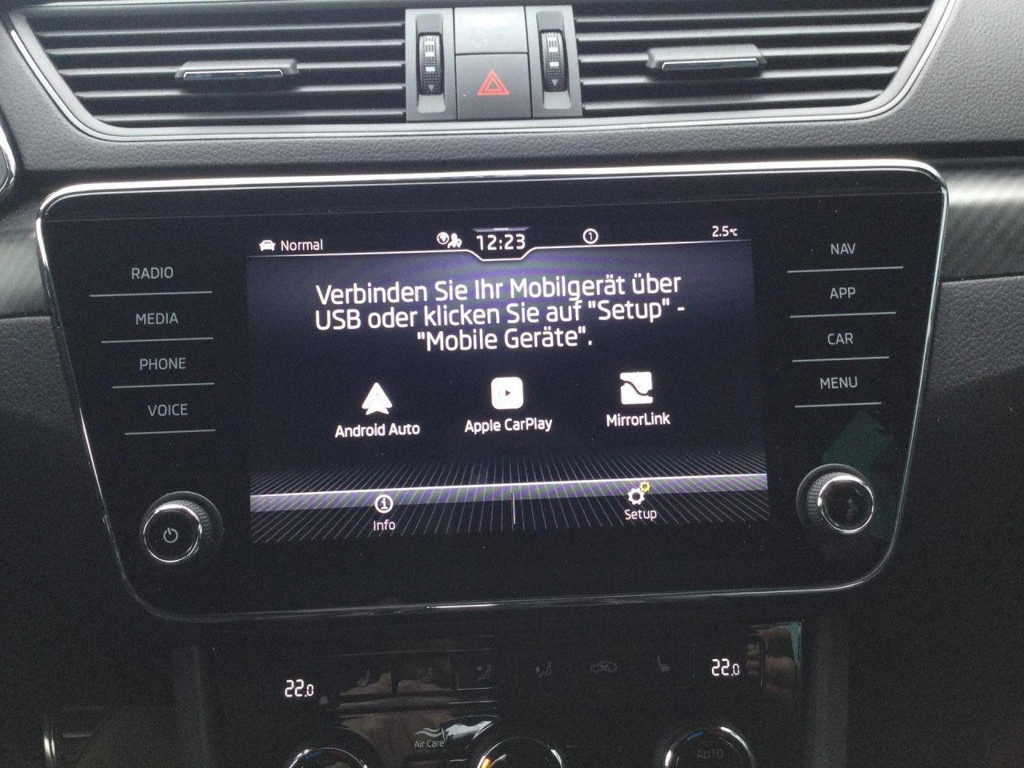 Normal
12:23
1
2.5°C
RADIO
MEDIA
PHONE
VOICE
NAV
APP
CAR
MENU
Verbinden Sie Ihr Mobilgerät über
USB oder klicken Sie auf "Setup" -
"Mobile Geräte".
Android Auto
Apple CarPlay
MirrorLink
Info
Setup
22.0
22.0
Air Care
AUTO